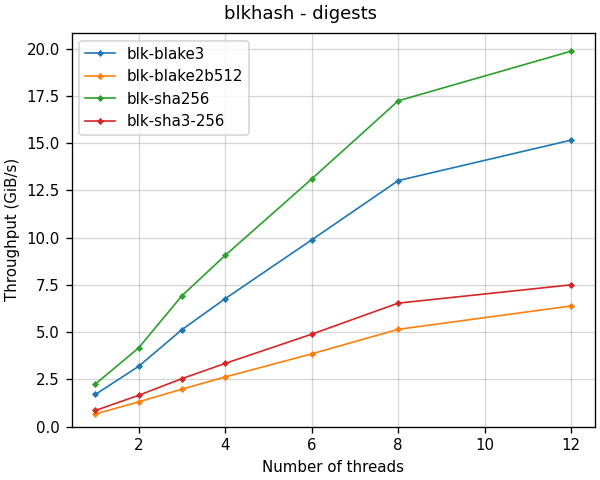 blkhash - digests
blk-blake3
blk-blake2b512
blk-sha256
blk-sha3-256
Throughput (GiB/s)
20.0
17.5
15.0
12.5
10.0
7.5
5.0
2.5
0.0
2 4 6 8 10 12
Number of threads